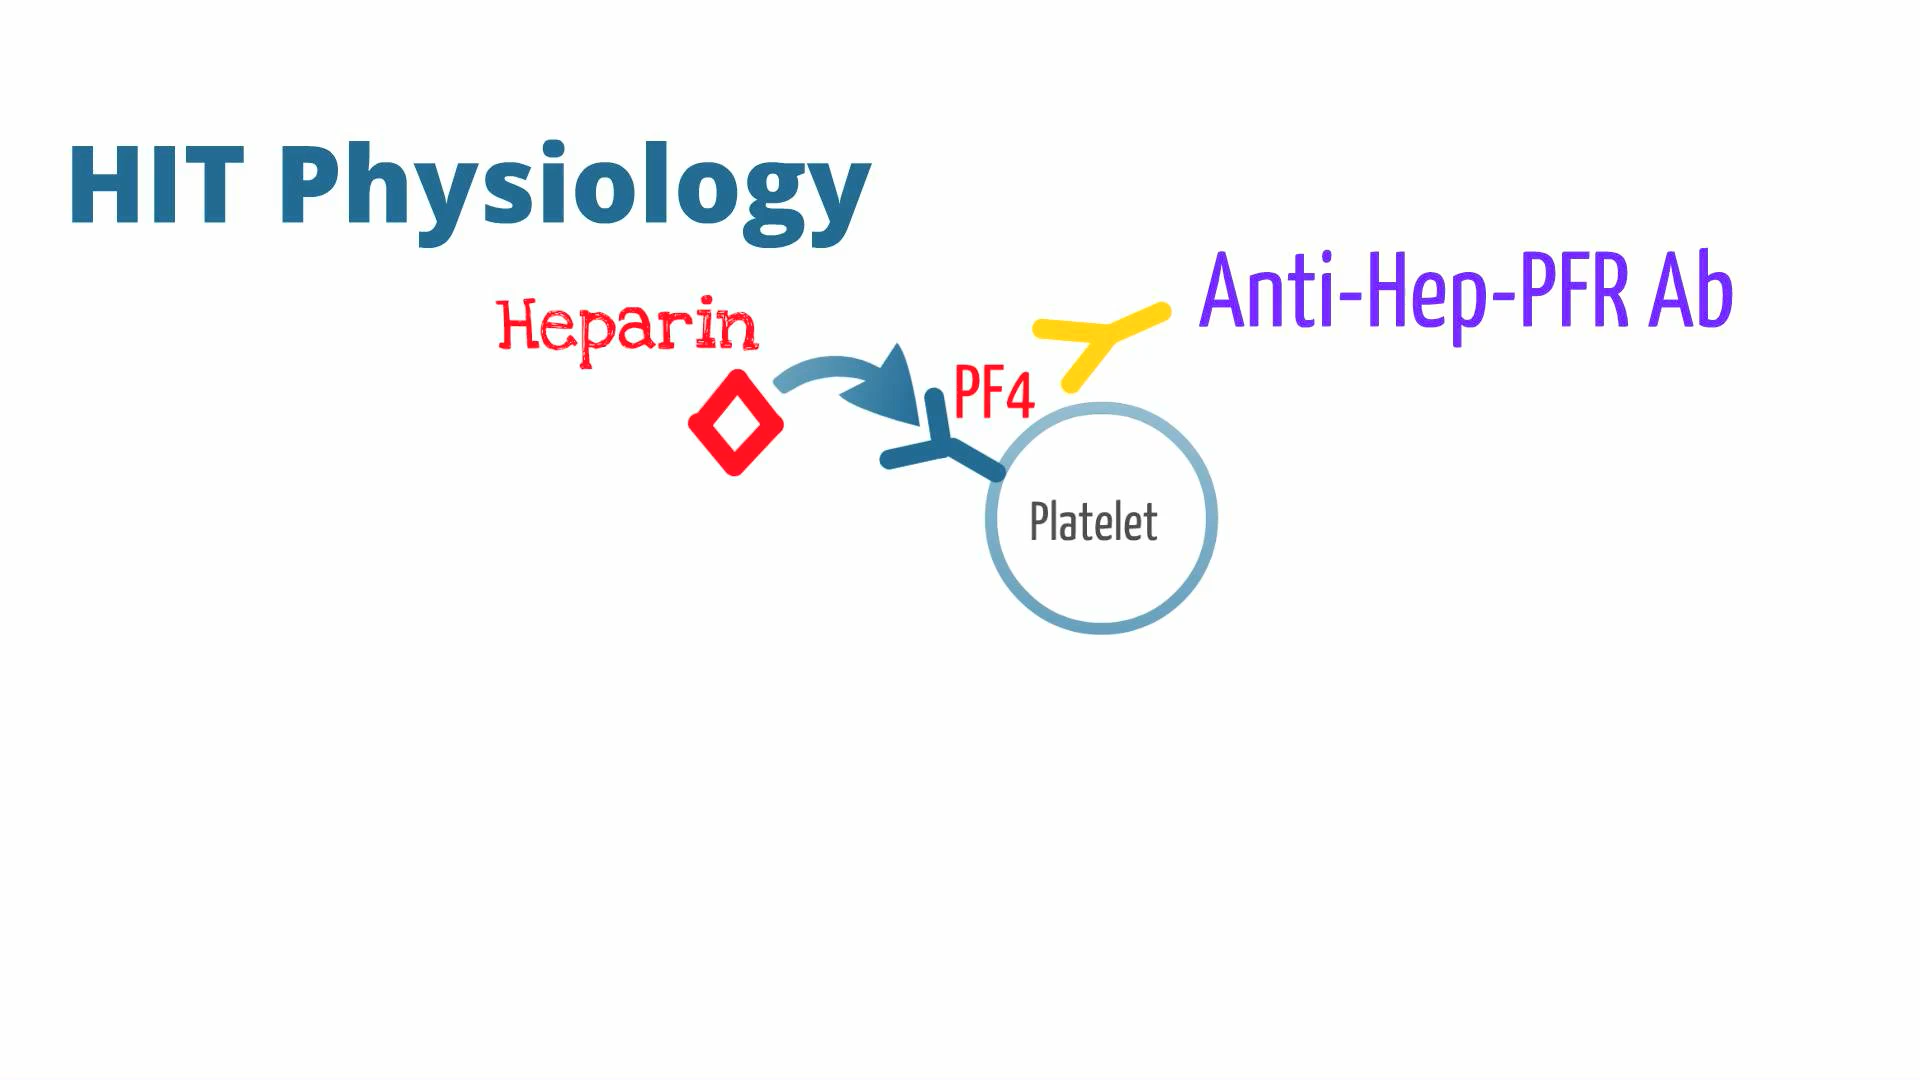 HIT Physiology
Anti-Hep-PFR Ab
Heparin
PF4
Platelet